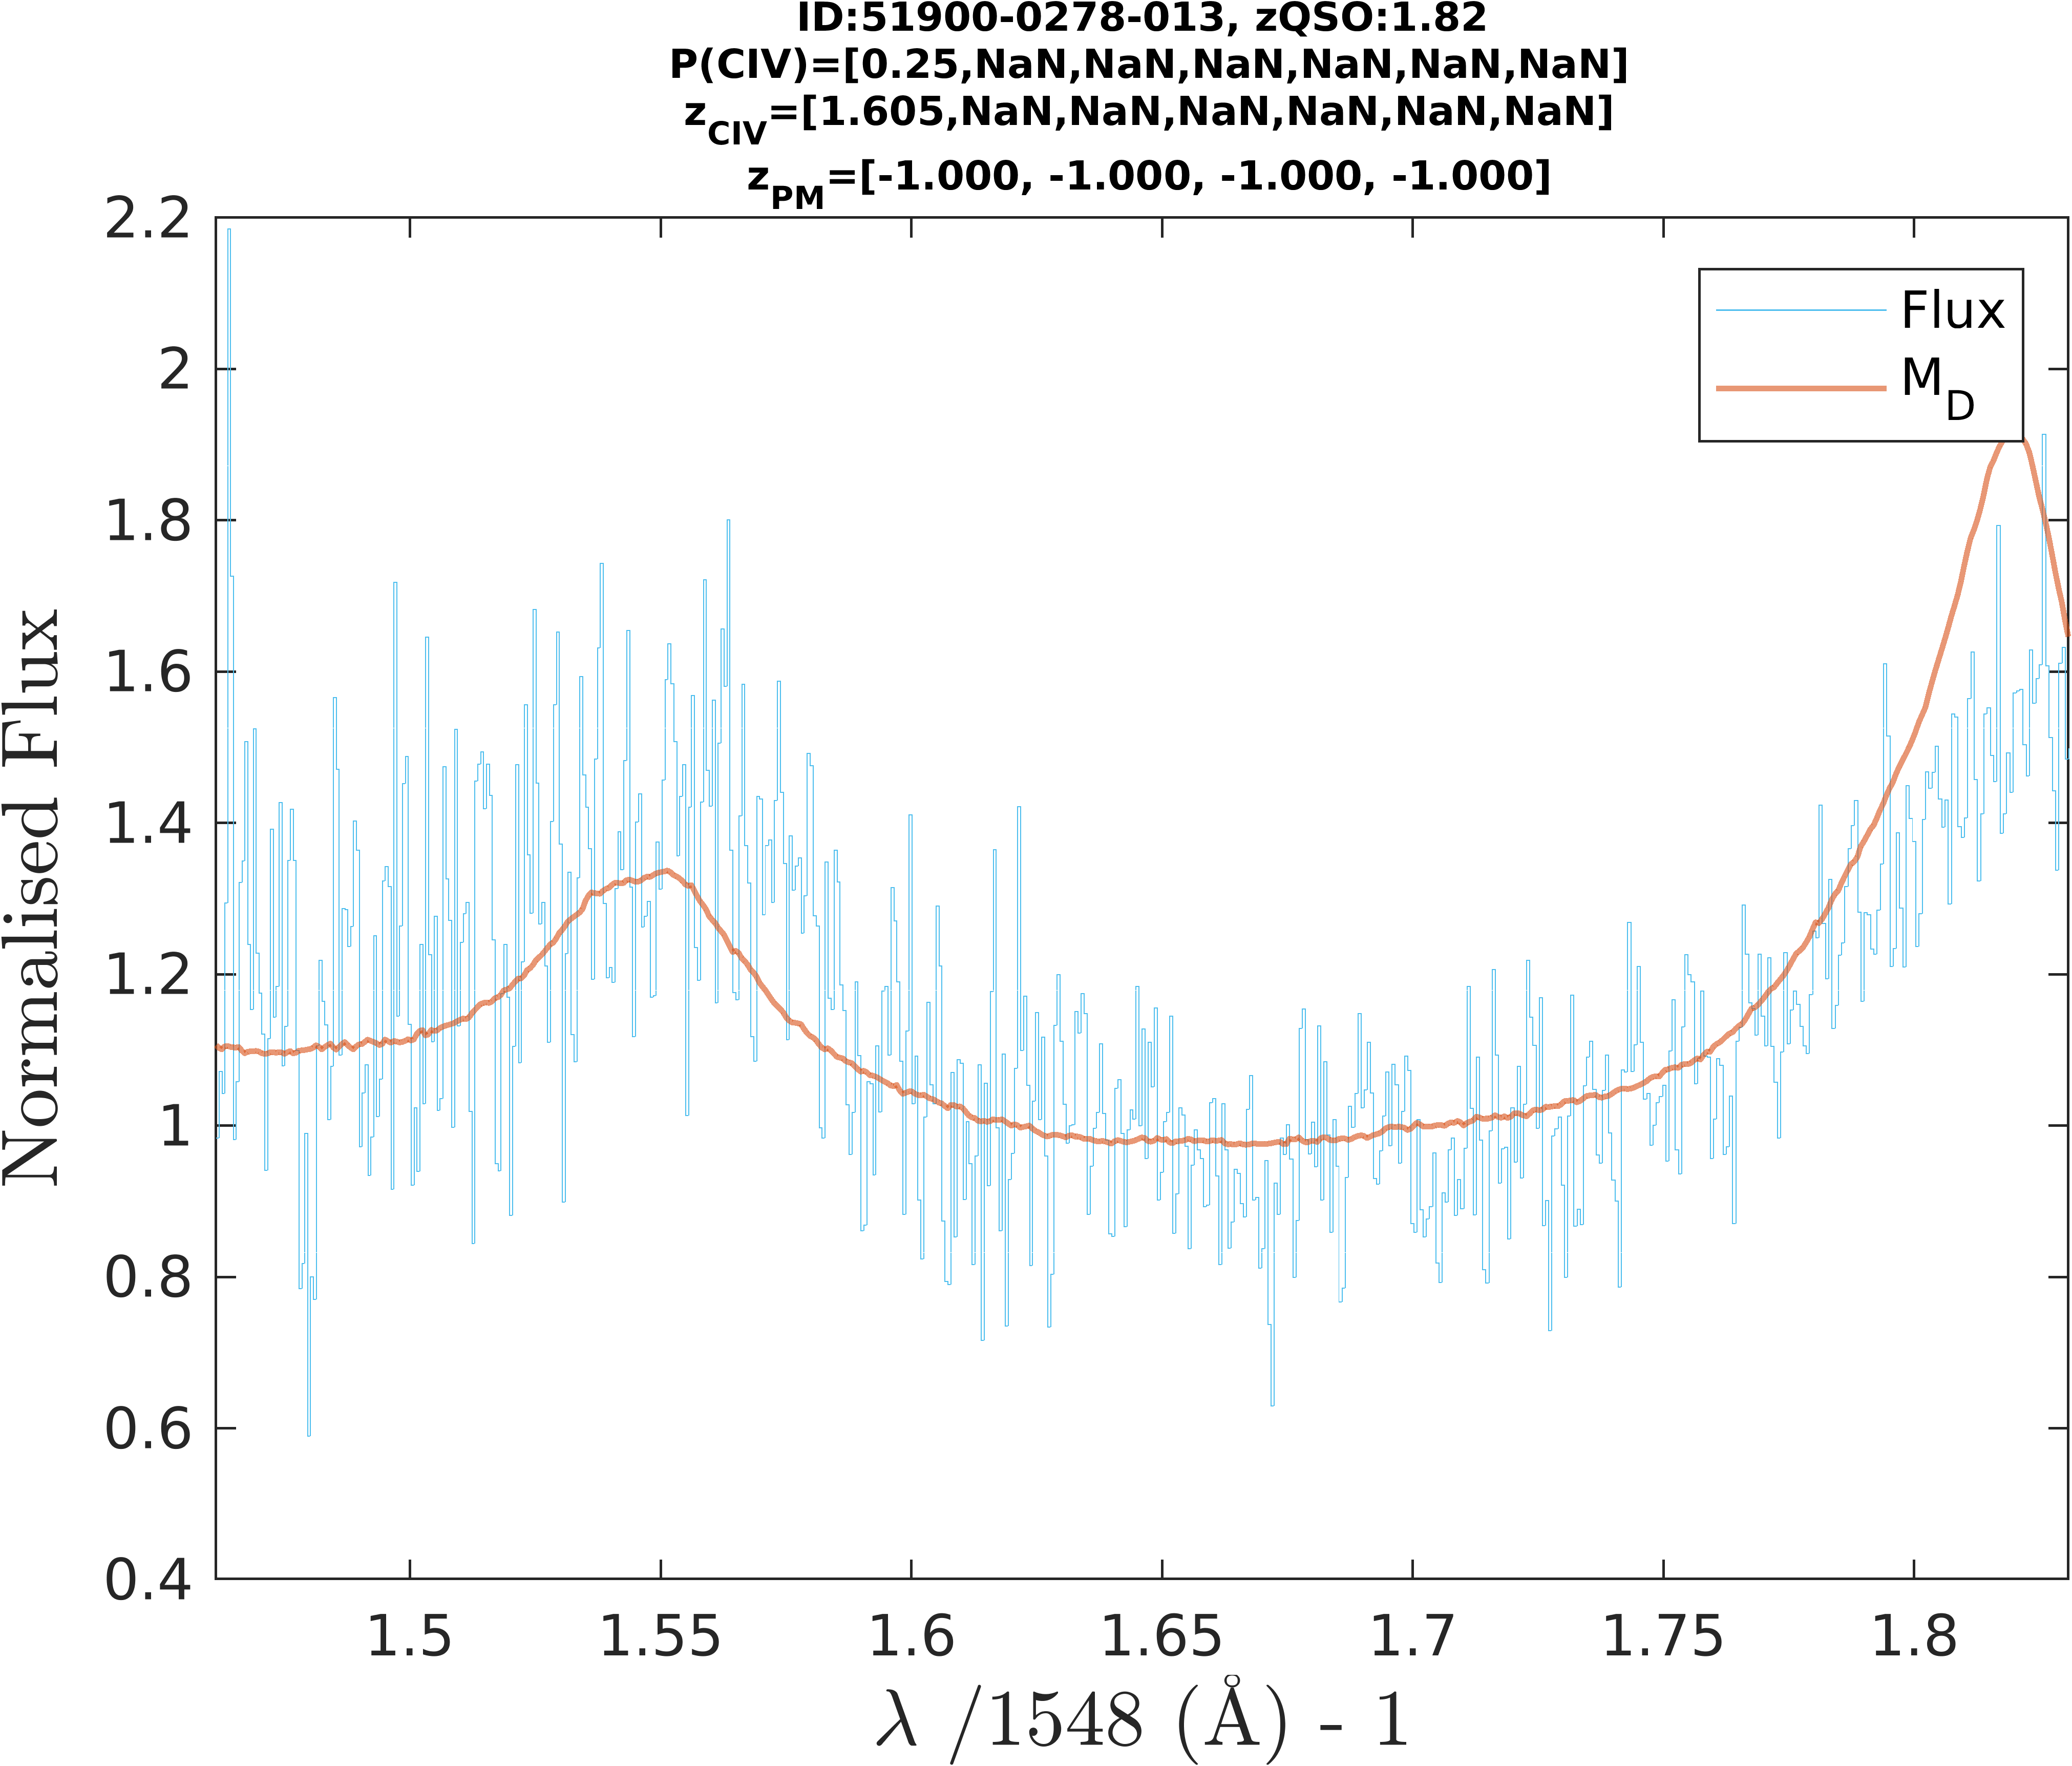 ID:51900-0278-013, zQSO:1.82
P(CIV)=[0.25,NaN,NaN,NaN,NaN,NaN,NaN]
zCIV=[1.605,NaN,NaN,NaN,NaN,NaN,NaN]
zPM=[-1.000, -1.000, -1.000, -1.000]
2.2
2
1.8
1.6
1.4
1.2
1
0.8
0.6
0.4
Normalised Flux
Flux
MD
1.5 1.55 1.6 1.65 1.7 1.75 1.8
λ /1548 (Å) - 1